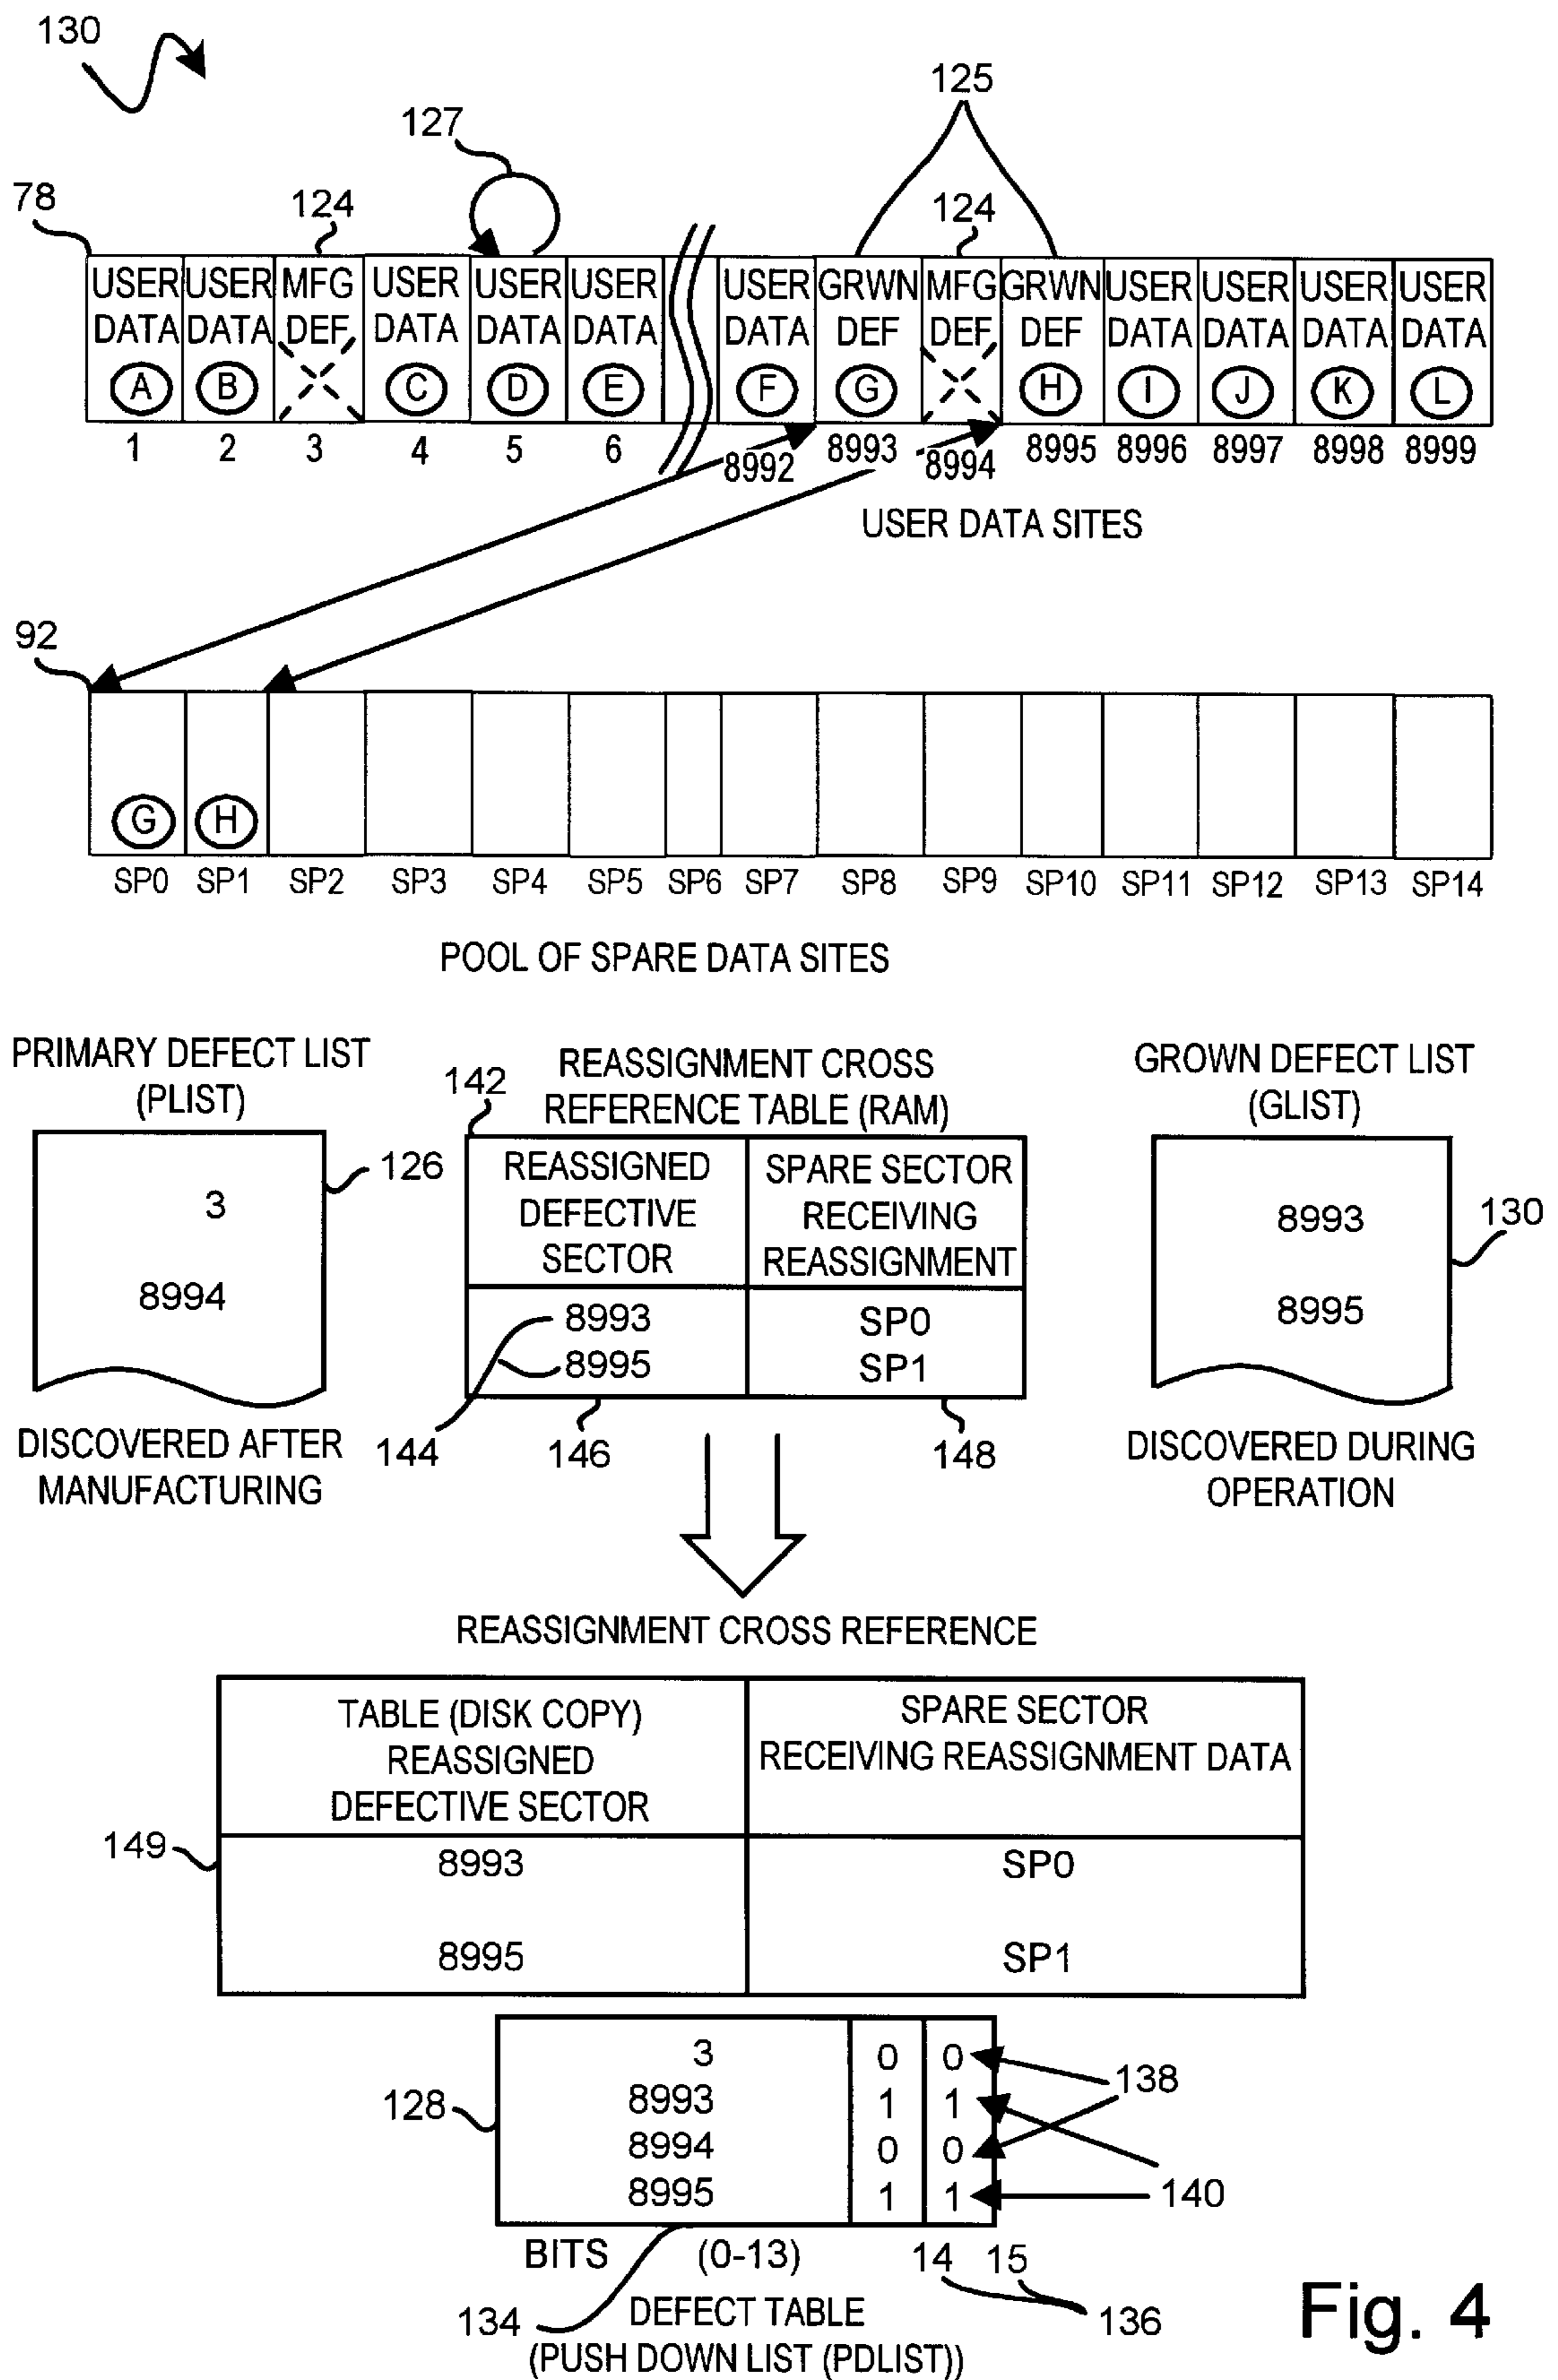 130
125
127
78
124
124
USER USER MFG USER USER USER USER GRWN MFG GRWN USER USER USER USER
DATA DATA DEF DATA DATA DATA DATA DEF DEF DEF DATA DATA DATA DATA
A B C D E F G H I J K L
1 2 3 4 5 6 8992 8993 8994 8995 8996 8997 8998 8999
USER DATA SITES
92
G H
SP0 SP1 SP2 SP3 SP4 SP5 SP6 SP7 SP8 SP9 SP10 SP11 SP12 SP13 SP14
POOL OF SPARE DATA SITES
PRIMARY DEFECT LIST
(PLIST)
126
3
8994
DISCOVERED AFTER
MANUFACTURING
REASSIGNMENT CROSS
REFERENCE TABLE (RAM)
142
REASSIGNED
DEFECTIVE
SECTOR
SPARE SECTOR
RECEIVING
REASSIGNMENT
8993 SP0
8995 SP1
144
146
148
GROWN DEFECT LIST
(GLIST)
8993
8995
130
DISCOVERED DURING
OPERATION
REASSIGNMENT CROSS REFERENCE
TABLE (DISK COPY)
REASSIGNED
DEFECTIVE SECTOR
SPARE SECTOR
RECEIVING REASSIGNMENT DATA
149
8993 SP0
8995 SP1
3 0 0
8993 1 1
8994 0 0
8995 1 1
128
138
140
BITS (0-13) 14 15
134
136
DEFECT TABLE
(PUSH DOWN LIST (PDLIST))
Fig. 4